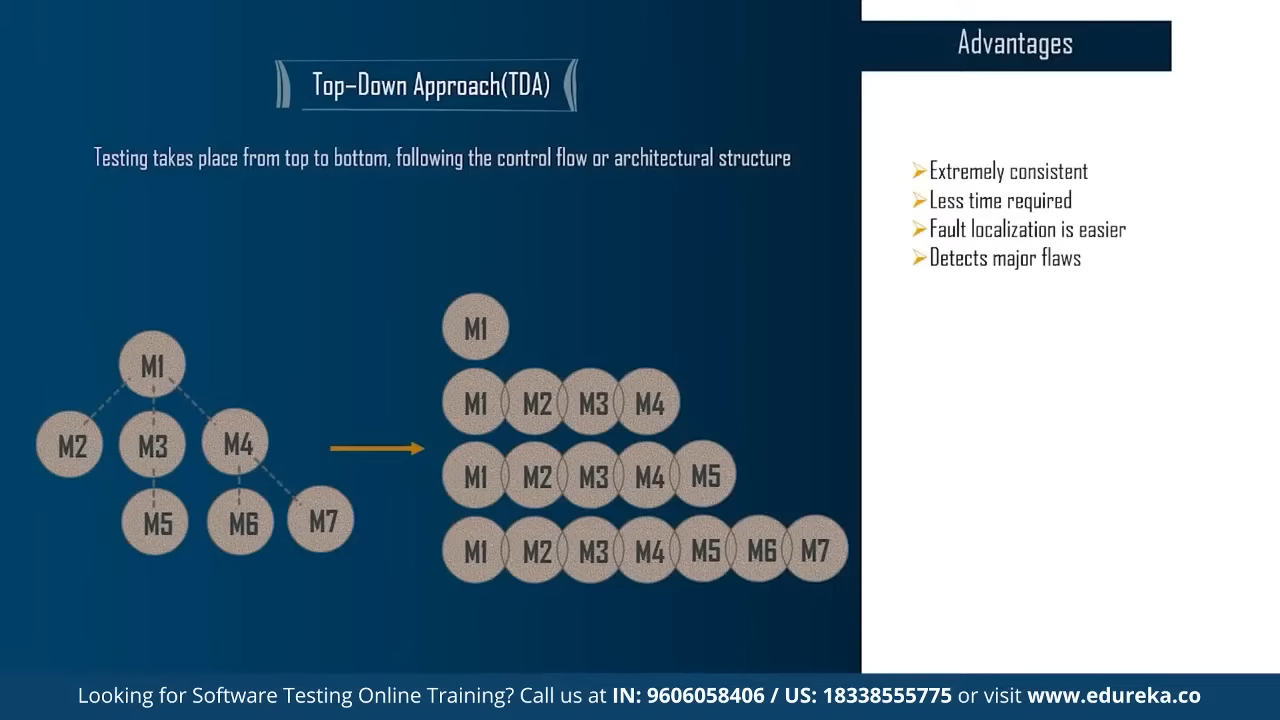 Top-Down Approach(TDA)
Testing takes place from top to bottom, following the control flow or architectural structure
M1
M2 M3 M4
M5 M6 M7
M1
M1 M2 M3 M4
M1 M2 M3 M4 M5
M1 M2 M3 M4 M5 M6 M7
Advantages
Extremely consistent
Less time required
Fault localization is easier
Detects major flaws
Looking for Software Testing Online Training? Call us at IN: 9606058406 / US: 18338555775 or visit www.edureka.co